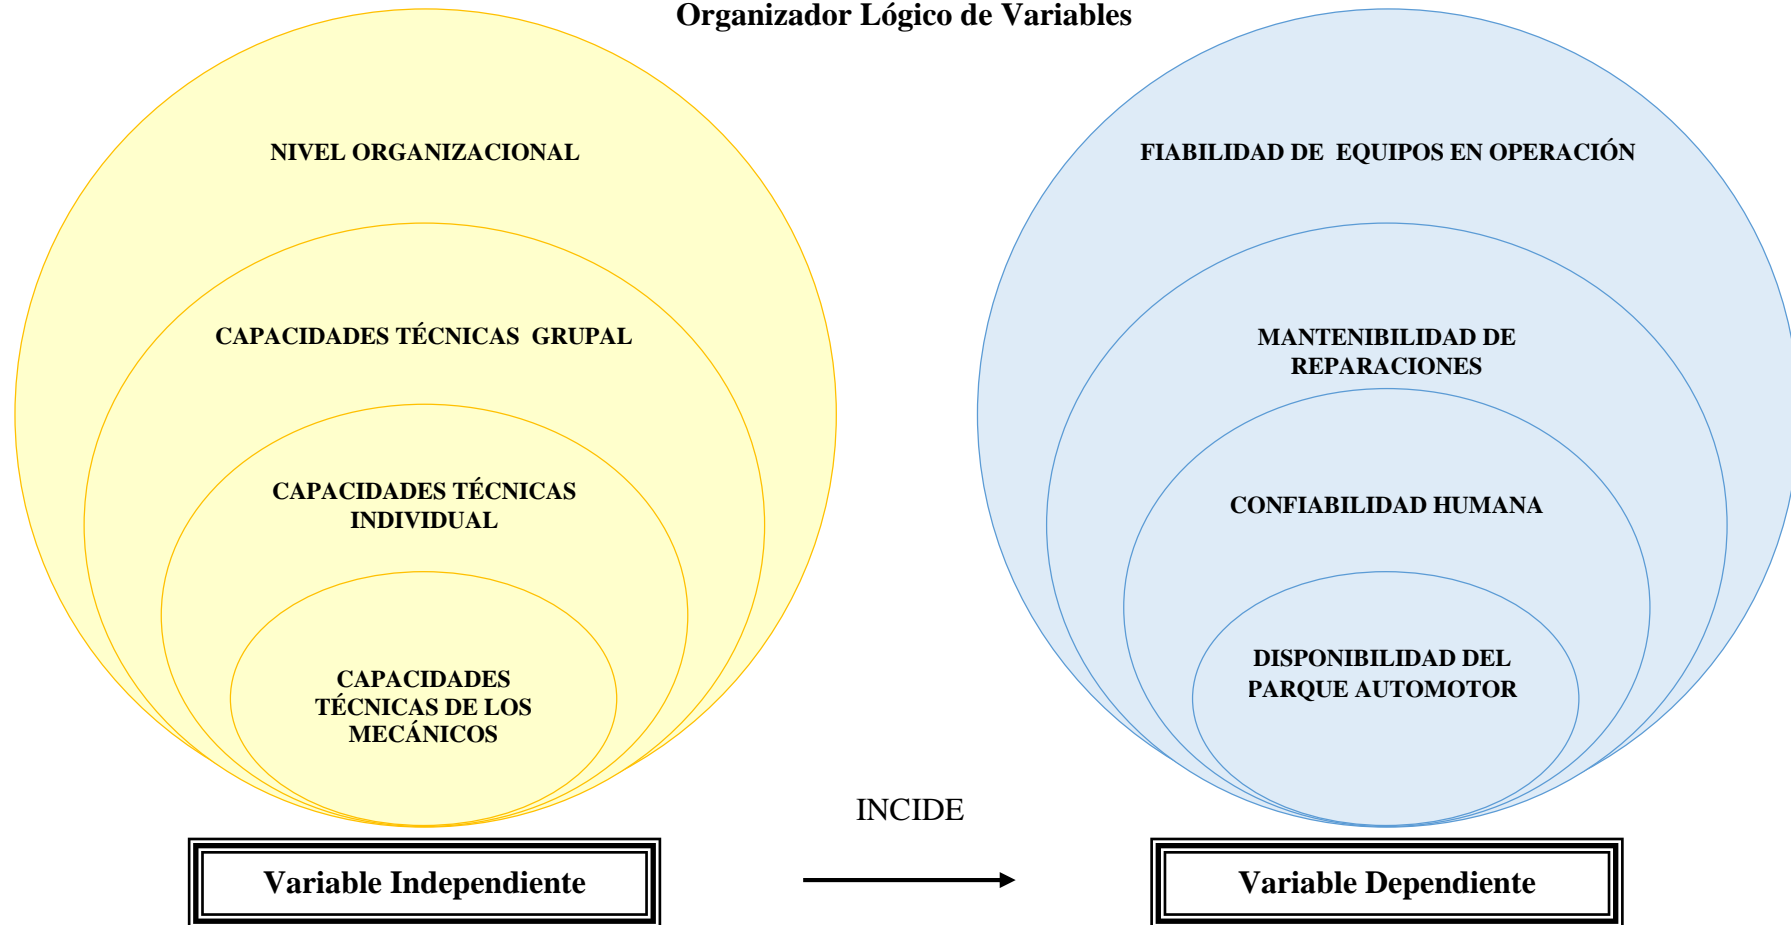 Organizador Lógico de Variables
NIVEL ORGANIZACIONAL
CAPACIDADES TÉCNICAS  GRUPAL
CAPACIDADES TÉCNICAS
INDIVIDUAL
CAPACIDADES
TÉCNICAS DE LOS
MECÁNICOS
Variable Independiente
INCIDE
FIABILIDAD DE  EQUIPOS EN OPERACIÓN
MANTENIBILIDAD DE
REPARACIONES
CONFIABILIDAD HUMANA
DISPONIBILIDAD DEL
PARQUE AUTOMOTOR
Variable Dependiente